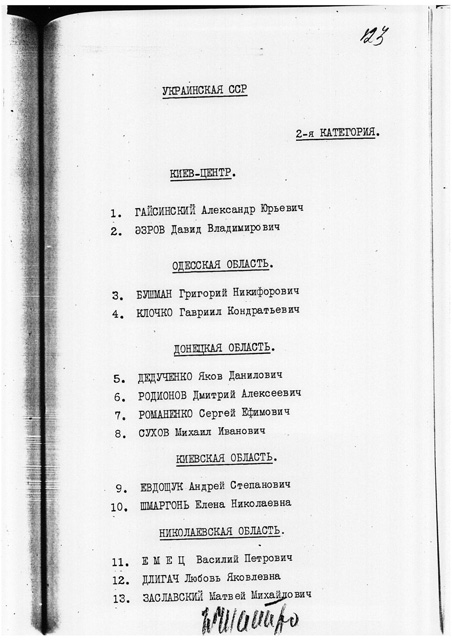 123
УКРАИНСКАЯ ССР
2-я КАТЕГОРИЯ.
КИЕВ-ЦЕНТР.
1. ГАЙСИНСКИЙ Александр Юрьевич
2. ЭЗРОВ Давид Владимирович
ОДЕССКАЯ ОБЛАСТЬ.
3. БУШМАН Григорий Никифорович
4. КЛОЧКО Гавриил Кондратьевич
ДОНЕЦКАЯ ОБЛАСТЬ.
5. ДЕДУЧЕНКО Яков Данилович
6. РОДИОНОВ Дмитрий Алексеевич
7. РОМАНЕНКО Сергей Ефимович
8. СУХОВ Михаил Иванович
КИЕВСКАЯ ОБЛАСТЬ.
9. ЕВДОЩУК Андрей Степанович
10. ШМАРГОНЬ Елена Николаевна
НИКОЛАЕВСКАЯ ОБЛАСТЬ.
11. Е М Е Ц Василий Петрович
12. ДЛИГАЧ Любовь Яковлевна
13. ЗАСЛАВСКИЙ Матвей Михайлович